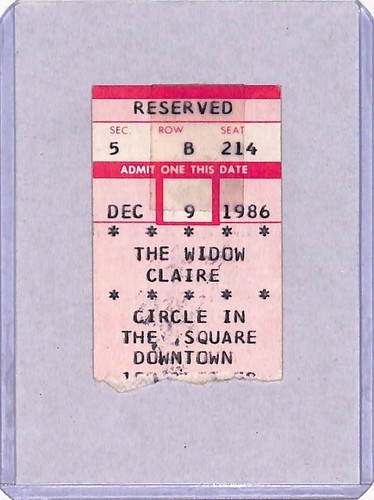 RESERVED
SEC. ROW SEAT
5 B 214
ADMIT ONE THIS DATE
DEC 9 1986
* * * * *
THE WIDOW
CLAIRE
* * * * *
CIRCLE IN
THE SQUARE
DOWNTOWN